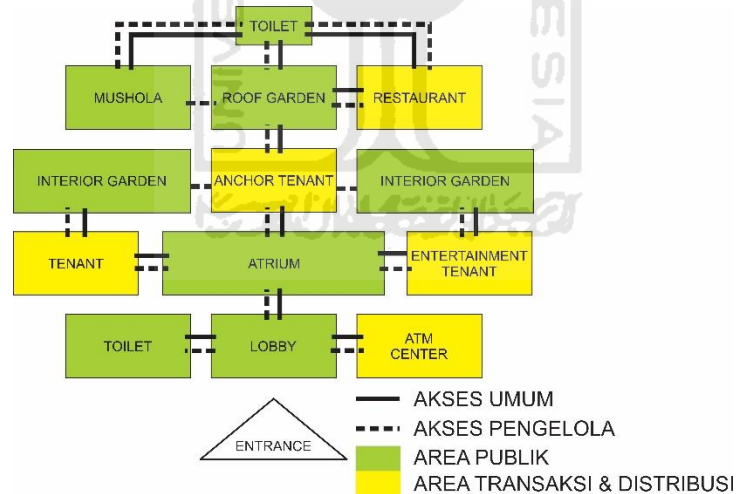 TOILET
MUSHOLA
ROOF GARDEN
RESTAURANT
INTERIOR GARDEN
ANCHOR TENANT
INTERIOR GARDEN
TENANT
ATRIUM
ENTERTAINMENT
TENANT
TOILET
LOBBY
ATM
CENTER
ENTRANCE
AKSES UMUM
AKSES PENGELOLA
AREA PUBLIK
AREA TRANSAKSI & DISTRIBUSI